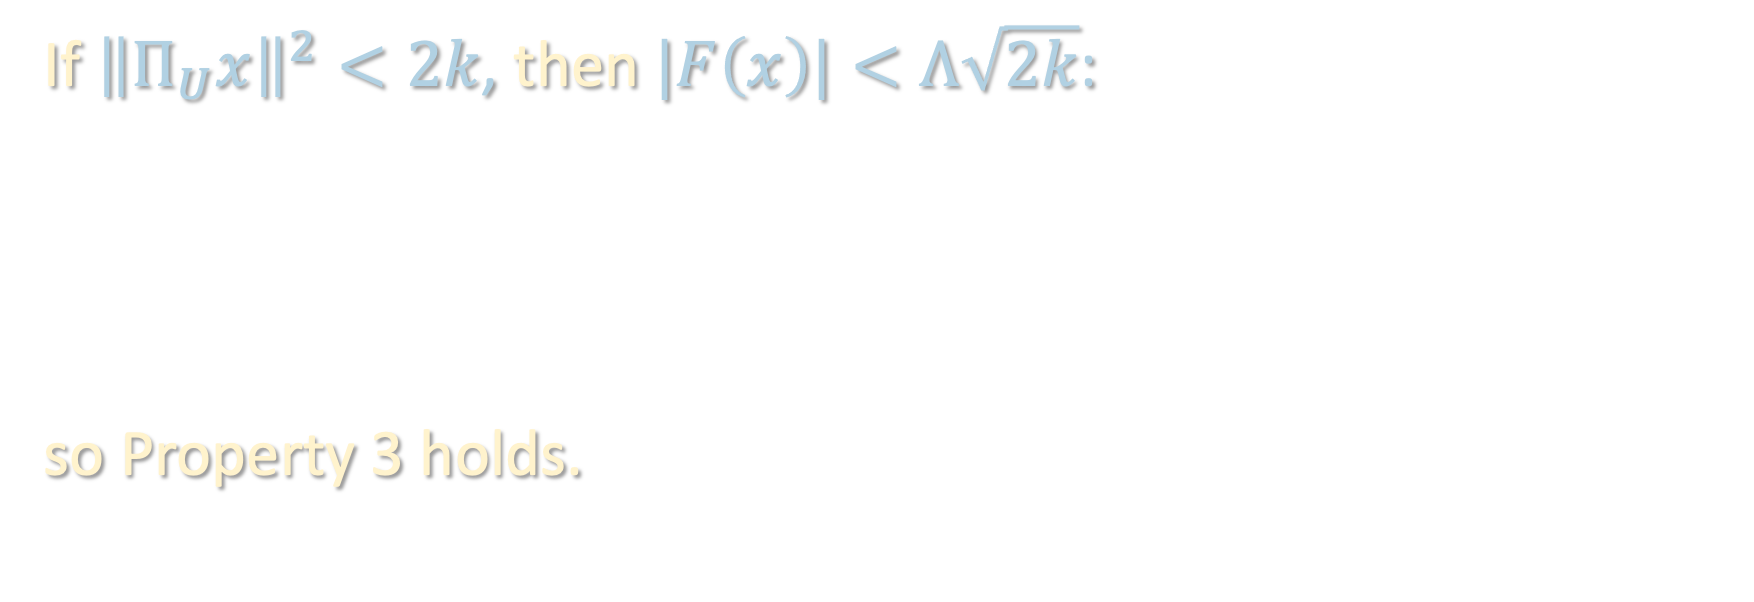 If ‖Π_U x‖² < 2k, then |F(x)| < Λ√2k:
so Property 3 holds.